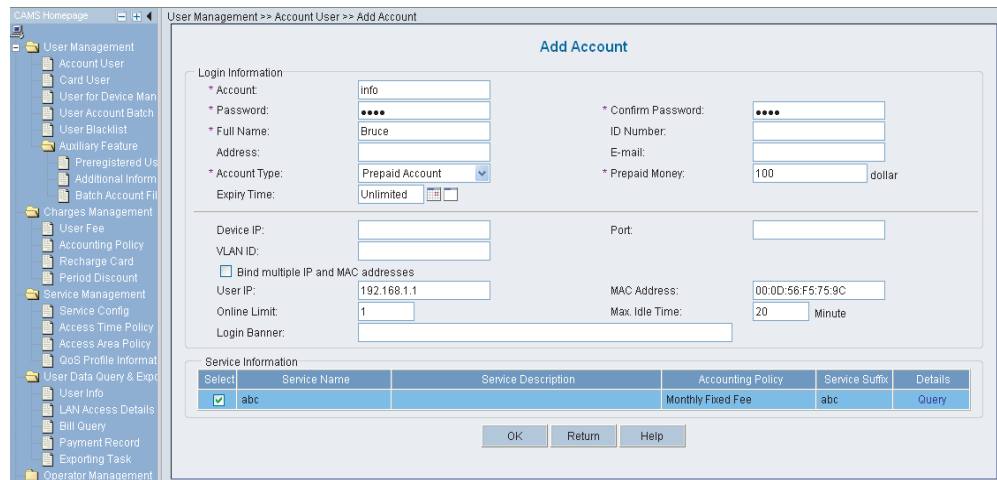 CAMS Homepage
User Management >> Account User >> Add Account
User Management
Account User
Card User
User for Device Man
User Account Batch
User Blacklist
Auxiliary Feature
Preregistered Us
Additional Inform
Batch Account Fil
Charges Management
User Fee
Accounting Policy
Recharge Card
Period Discount
Service Management
Service Config
Access Time Policy
Access Area Policy
QoS Profile Informat
User Data Query & Expo
User Info
LAN Access Details
Bill Query
Payment Record
Exporting Task
Operator Management
Add Account
Login Information
* Account: info
* Password: •••• * Confirm Password: ••••
* Full Name: Bruce ID Number:
Address: E-mail:
* Account Type: Prepaid Account * Prepaid Money: 100 dollar
Expiry Time: Unlimited
Device IP: Port:
VLAN ID:
Bind multiple IP and MAC addresses
User IP: 192.168.1.1 MAC Address: 00:0D:56:F5:75:9C
Online Limit: 1 Max. Idle Time: 20 Minute
Login Banner:
Service Information
Select Service Name Service Description Accounting Policy Service Suffix Details
abc Monthly Fixed Fee abc Query
OK Return Help